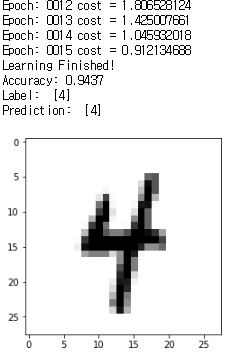 Epoch: 0012 cost = 1.806528124
Epoch: 0013 cost = 1.425007661
Epoch: 0014 cost = 1.045932018
Epoch: 0015 cost = 0.912134688
Learning Finished!
Accuracy: 0.9437
Label:  [4]
Prediction:  [4]
0
5
10
15
20
25
4
0 5 10 15 20 25